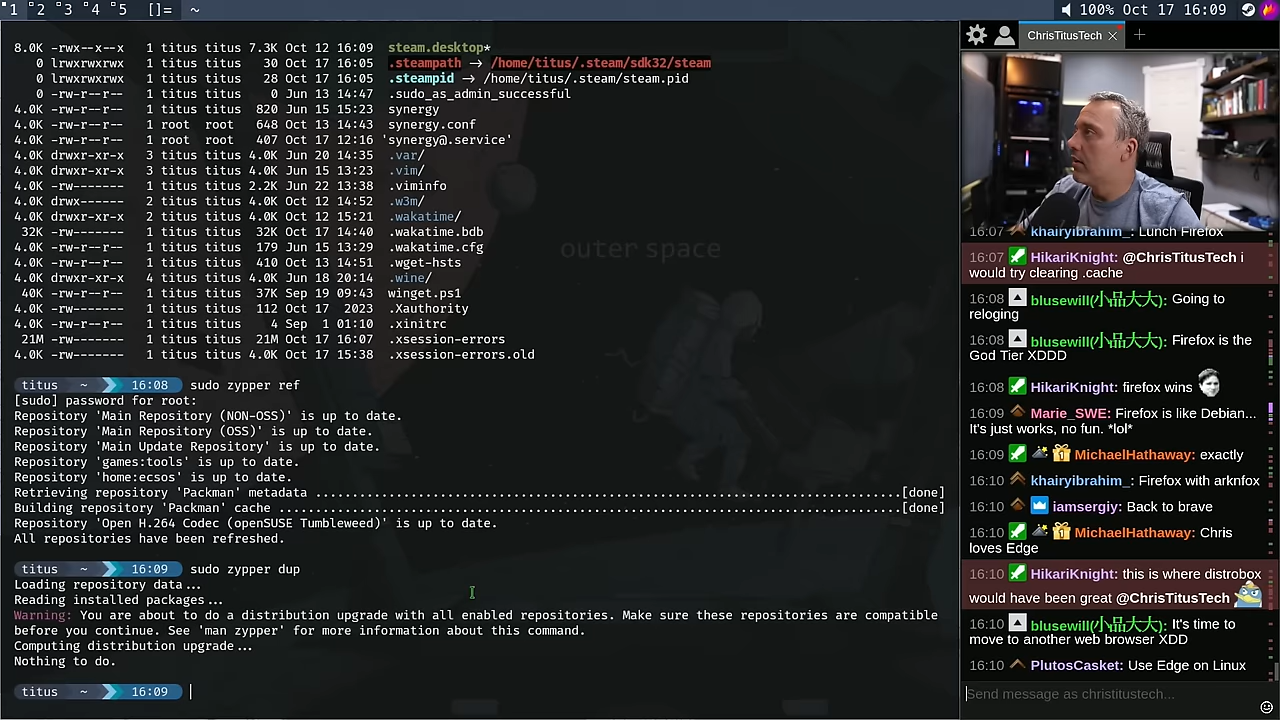 1 2 3 4 5 []= ~ 100% Oct 17 16:09
8.0K -rwx--x--x 1 titus titus 7.3K Oct 12 16:09 steam.desktop*
0 lrwxrwxrwx 1 titus titus 30 Oct 17 16:05 .steampath -> /home/titus/.steam/sdk32/steam
0 lrwxrwxrwx 1 titus titus 28 Oct 17 16:05 .steampid -> /home/titus/.steam/steam.pid
0 -rw-r--r-- 1 titus titus 0 Jun 13 14:47 .sudo_as_admin_successful
4.0K -rw-r--r-- 1 titus titus 820 Jun 15 15:23 synergy
4.0K -rw-r--r-- 1 root root 648 Oct 13 14:43 synergy.conf
4.0K -rw-r--r-- 1 root root 407 Oct 17 12:16 'synergy@.service'
4.0K drwxr-xr-x 3 titus titus 4.0K Jun 20 14:35 .var/
4.0K drwxr-xr-x 3 titus titus 4.0K Jun 15 13:23 .vim/
4.0K -rw------- 1 titus titus 2.2K Jun 22 13:38 .viminfo
4.0K drwx------ 2 titus titus 4.0K Oct 12 14:52 .w3m/
4.0K drwxr-xr-x 2 titus titus 4.0K Oct 12 15:21 .wakatime/
32K -rw------- 1 titus titus 32K Oct 17 14:40 .wakatime.bdb
4.0K -rw-r--r-- 1 titus titus 179 Jun 15 13:29 .wakatime.cfg
4.0K -rw-r--r-- 1 titus titus 165 Oct 13 14:51 .wget-hsts
4.0K drwxr-xr-x 4 titus titus 4.0K Jun 18 20:14 .wine/
40K -rw-r--r-- 1 titus titus 37K Sep 19 09:43 winget.ps1
4.0K -rw------- 1 titus titus 112 Oct 17 2023 .Xauthority
4.0K -rw-r--r-- 1 titus titus 4 Sep 1 01:10 .xinitrc
21M -rw------- 1 titus titus 21M Oct 17 16:07 .xsession-errors
4.0K -rw------- 1 titus titus 4.0K Oct 17 15:38 .xsession-errors.old
outer space
titus ~ 16:08 sudo zypper ref
[sudo] password for root:
Repository 'Main Repository (NON-OSS)' is up to date.
Repository 'Main Repository (OSS)' is up to date.
Repository 'Main Update Repository' is up to date.
Repository 'games:tools' is up to date.
Repository 'home:ecsos' is up to date.
Retrieving repository 'Packman' metadata ................................................................................[done]
Building repository 'Packman' cache .....................................................................................[done]
Repository 'Open H.264 Codec (openSUSE Tumbleweed)' is up to date.
All repositories have been refreshed.
titus ~ 16:09 sudo zypper dup
Loading repository data...
Reading installed packages...
Warning: You are about to do a distribution upgrade with all enabled repositories. Make sure these repositories are compatible
before you continue. See 'man zypper' for more information about this command.
Computing distribution upgrade...
Nothing to do.
titus ~ 16:09
ChrisTitusTech
16:07 khairyibrahim_: Lunch Firefox
16:07 HikariKnight: @ChrisTitusTech i
would try clearing .cache
16:08 blusewill(小品大大): Going to
reloging
16:08 blusewill(小品大大): Firefox is the
God Tier XDDD
16:08 HikariKnight: firefox wins
16:09 Marie_SWE: Firefox is like Debian...
It's just works, no fun. *lol*
16:09 MichaelHathaway: exactly
16:10 khairyibrahim_: Firefox with arknfox
16:10 iamsergiy: Back to brave
16:10 MichaelHathaway: Chris
loves Edge
16:10 HikariKnight: this is where distrobox
would have been great @ChrisTitusTech
16:10 blusewill(小品大大): It's time to
move to another web browser XDD
16:10 PlutosCasket: Use Edge on Linux
Send message as christitustech...